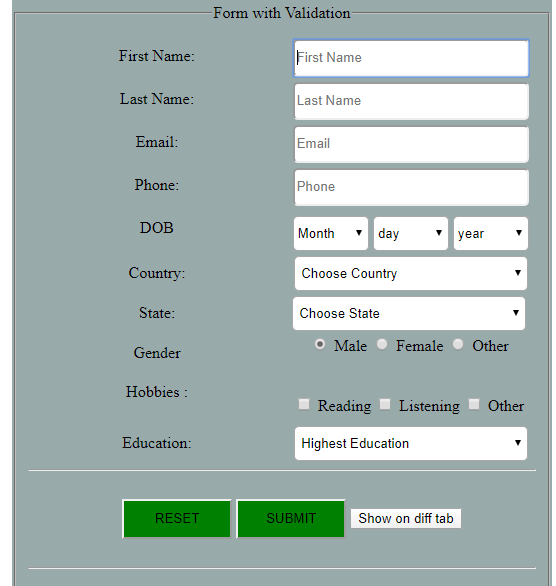 Form with Validation
First Name: First Name
Last Name: Last Name
Email: Email
Phone: Phone
DOB Month day year
Country: Choose Country
State: Choose State
Gender Male Female Other
Hobbies : Reading Listening Other
Education: Highest Education
RESET SUBMIT Show on diff tab